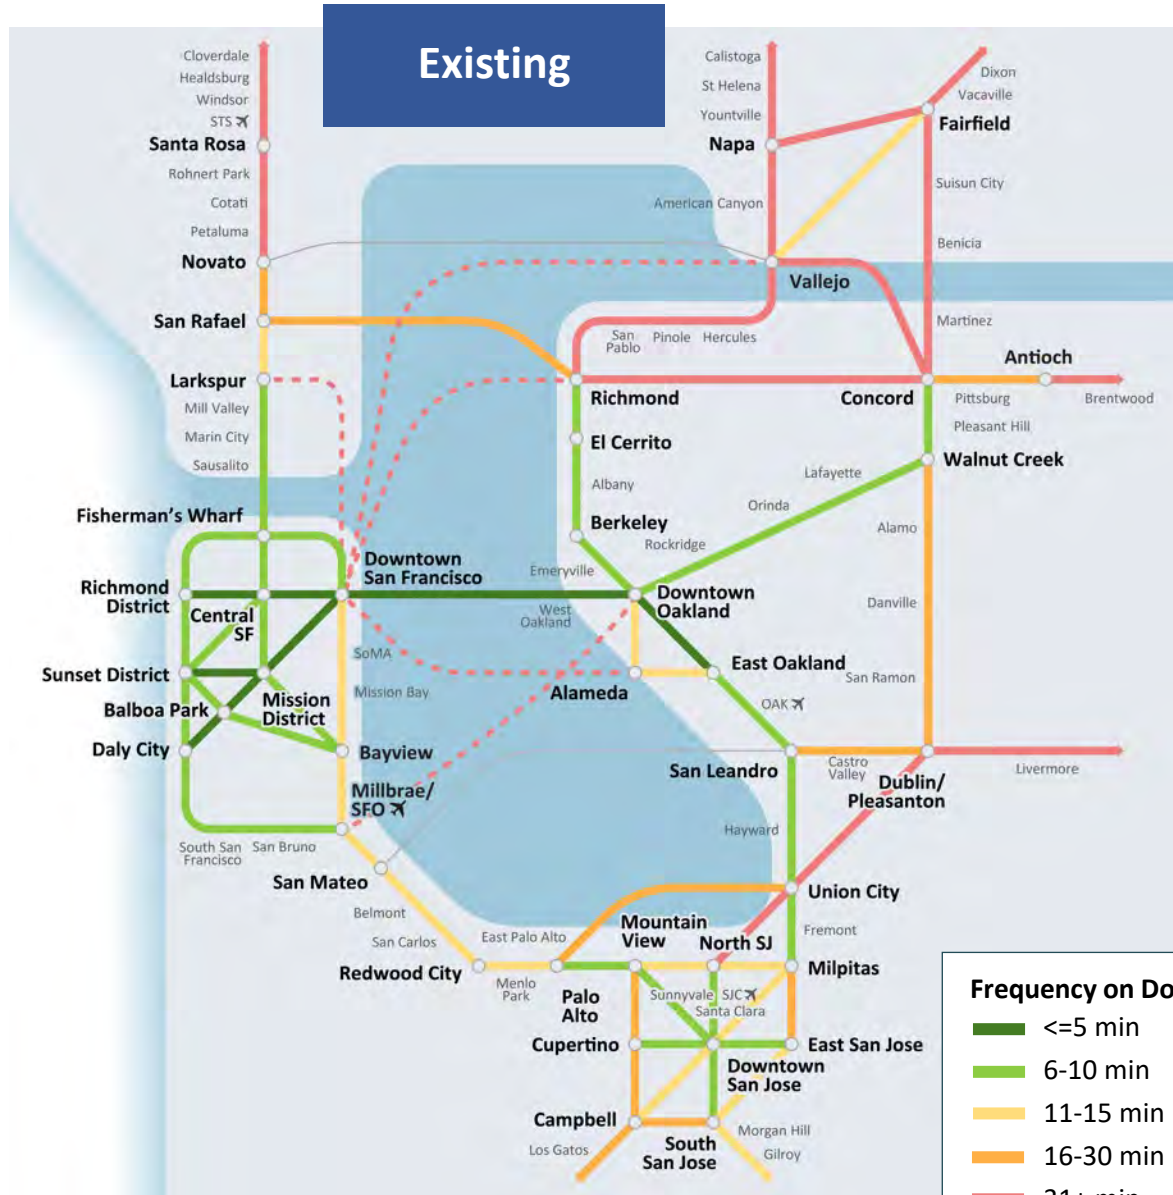 Existing
Cloverdale
Healdsburg
Windsor
STS
Santa Rosa
Rohnert Park
Cotati
Petaluma
Novato
San Rafael
Larkspur
Mill Valley
Marin City
Sausalito
Fisherman's Wharf
Calistoga
St Helena
Yountville
Napa
American Canyon
Dixon
Vacaville
Fairfield
Suisun City
Benicia
Vallejo
Martinez
San
Pablo
Pinole
Hercules
Antioch
Richmond
Concord
Pittsburg
Brentwood
Pleasant Hill
El Cerrito
Walnut Creek
Lafayette
Albany
Orinda
Berkeley
Rockridge
Alamo
Emeryville
Downtown
San Francisco
Richmond
District
Central
SF
West
Oakland
Downtown
Oakland
Danville
SoMA
Sunset District
Mission Bay
East Oakland
San Ramon
Balboa Park
Mission
District
Alameda
OAK
Daly City
Bayview
San Leandro
Castro
Valley
Dublin/
Pleasanton
Livermore
Millbrae/
SFO
South San
Francisco
San Bruno
Hayward
San Mateo
Union City
Belmont
San Carlos
East Palo Alto
Mountain
View
North SJ
Fremont
Redwood City
Menlo
Park
Palo
Alto
Milpitas
Sunnyvale
SJC
Santa Clara
Cupertino
East San Jose
Downtown
San Jose
Campbell
Los Gatos
South
San Jose
Morgan Hill
Gilroy
Frequency on Do
<=5 min
6-10 min
11-15 min
16-30 min